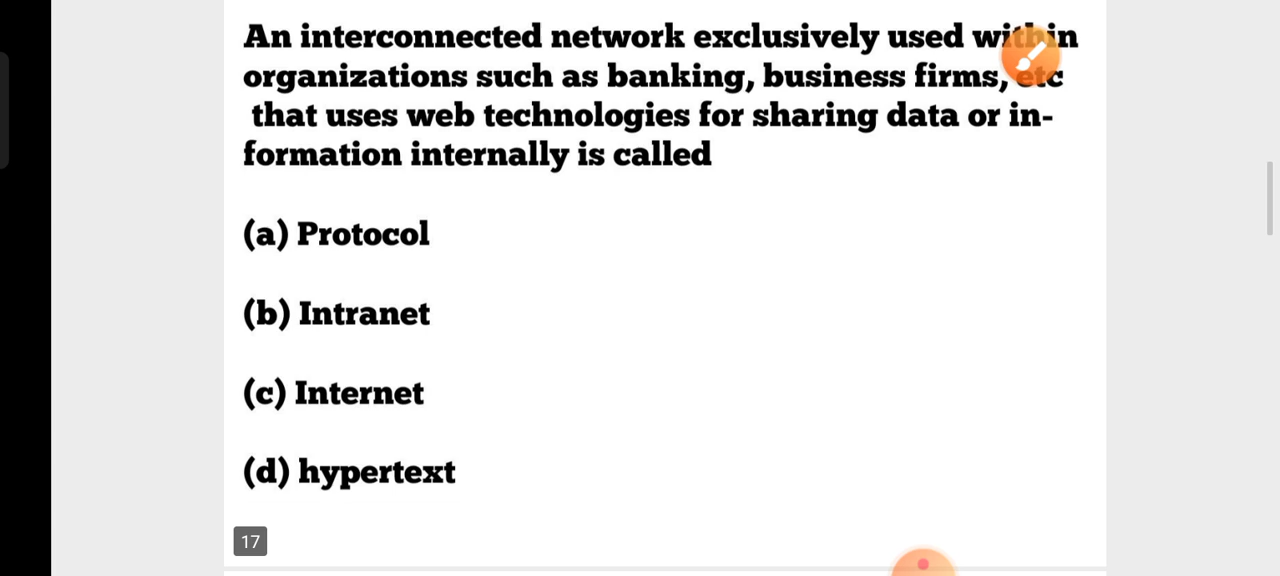 An interconnected network exclusively used within
organizations such as banking, business firms, etc
that uses web technologies for sharing data or in-
formation internally is called
(a) Protocol
(b) Intranet
(c) Internet
(d) hypertext
17